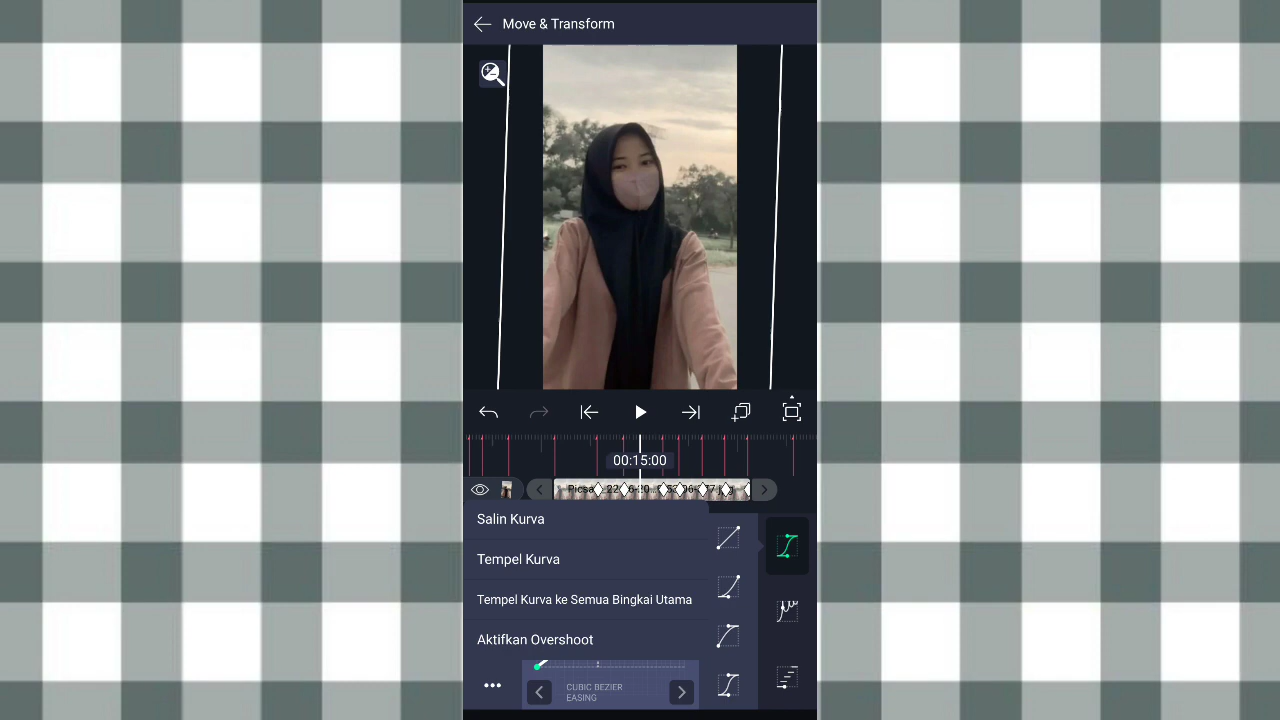 Move & Transform
00:15:00
Salin Kurva
Tempel Kurva
Tempel Kurva ke Semua Bingkai Utama
Aktifkan Overshoot
CUBIC BEZIER
EASING